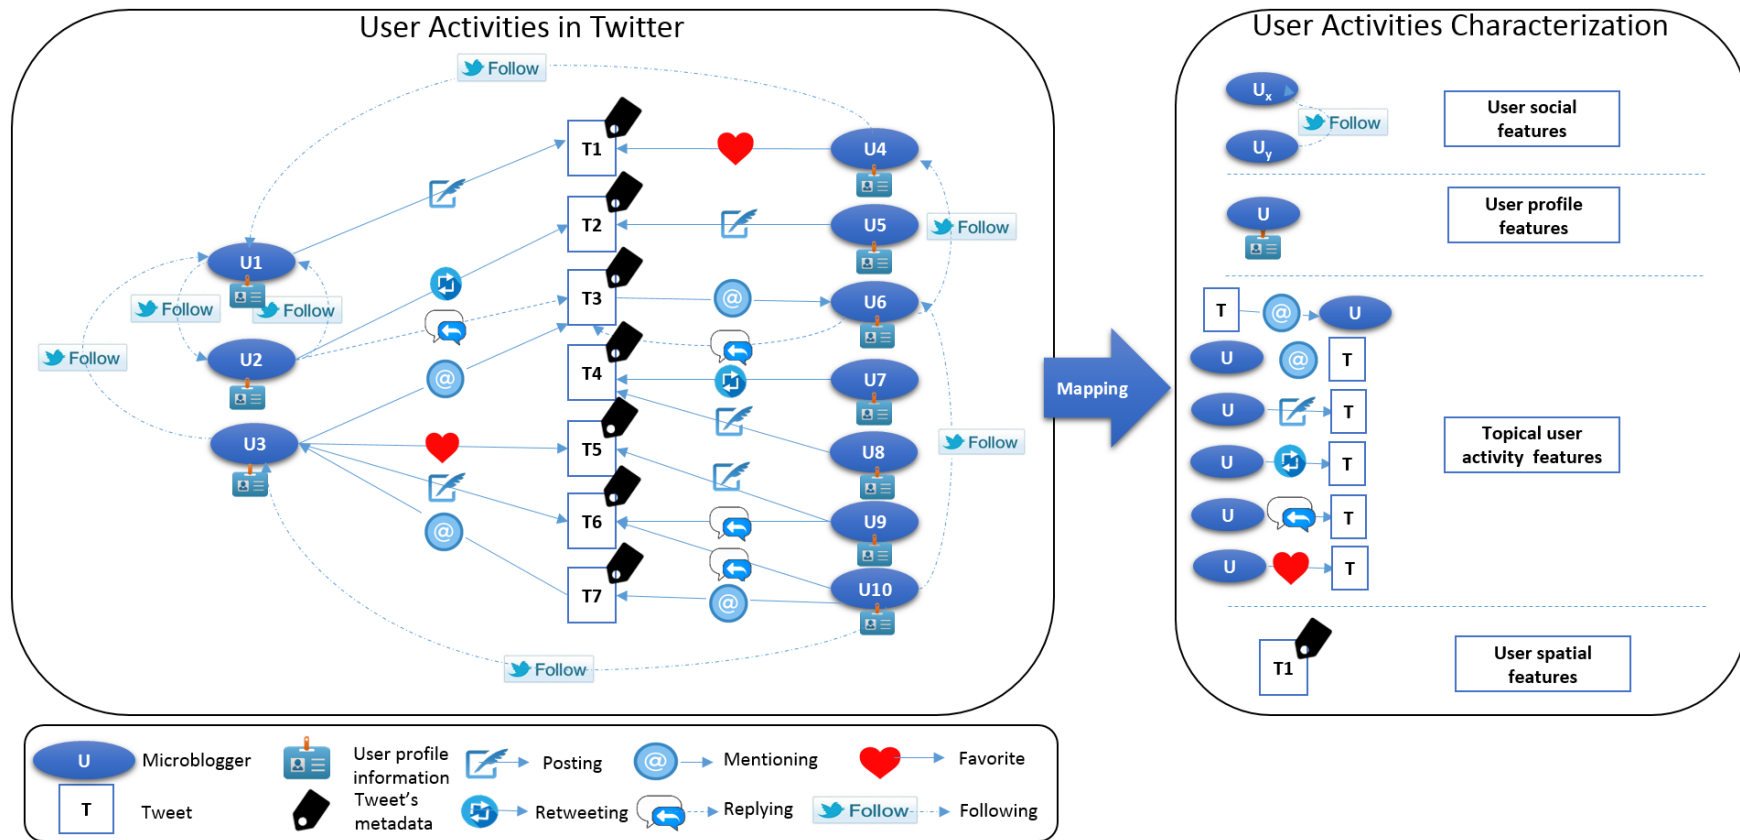 User Activities in Twitter
Follow
T1
U4
T2
U5
Follow
U1
Follow
Follow
T3
@
U6
Follow
U2
T4
U7
@
U3
T5
U8
Follow
T6
U9
@
T7
@
U10
Follow
Mapping
User Activities Characterization
Ux
Follow
Uy
User social
features
U
User profile
features
T
@
U
U
@
T
U
T
U
T
U
T
U
T
Topical user
activity features
T1
User spatial
features
U
Microblogger
User profile
information
Posting
@
Mentioning
Favorite
T
Tweet
Tweet's
metadata
Retweeting
Replying
Follow
Following